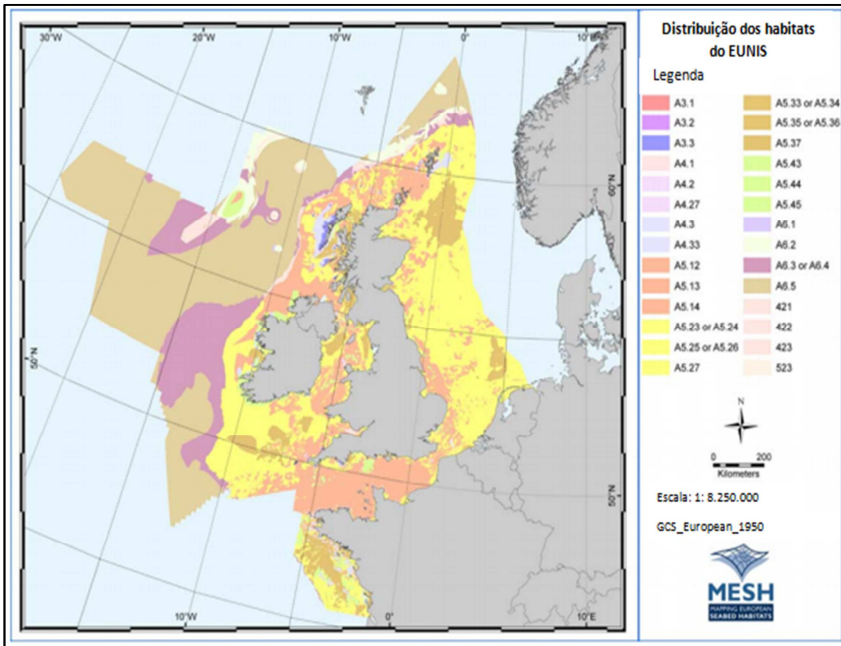 30°W
20°W
10°W
0°
Distribuição dos habitats
do EUNIS
Legenda
A3.1
A3.2
A3.3
A4.1
A4.2
A4.27
A4.3
A4.33
A5.12
A5.13
A5.14
A5.23 or A5.24
A5.25 or A5.26
A5.27
A5.33 or A5.34
A5.35 or A5.36
A5.37
A5.43
A5.44
A5.45
A6.1
A6.2
A6.3 or A6.4
A6.5
421
422
423
523
60°N
50°N
50°N
N
0 200
Kilometers
Escala: 1: 8.250.000
GCS_European_1950
MESH
MAPPING EUROPEAN
SEABED HABITATS
10°W
0°
10°E